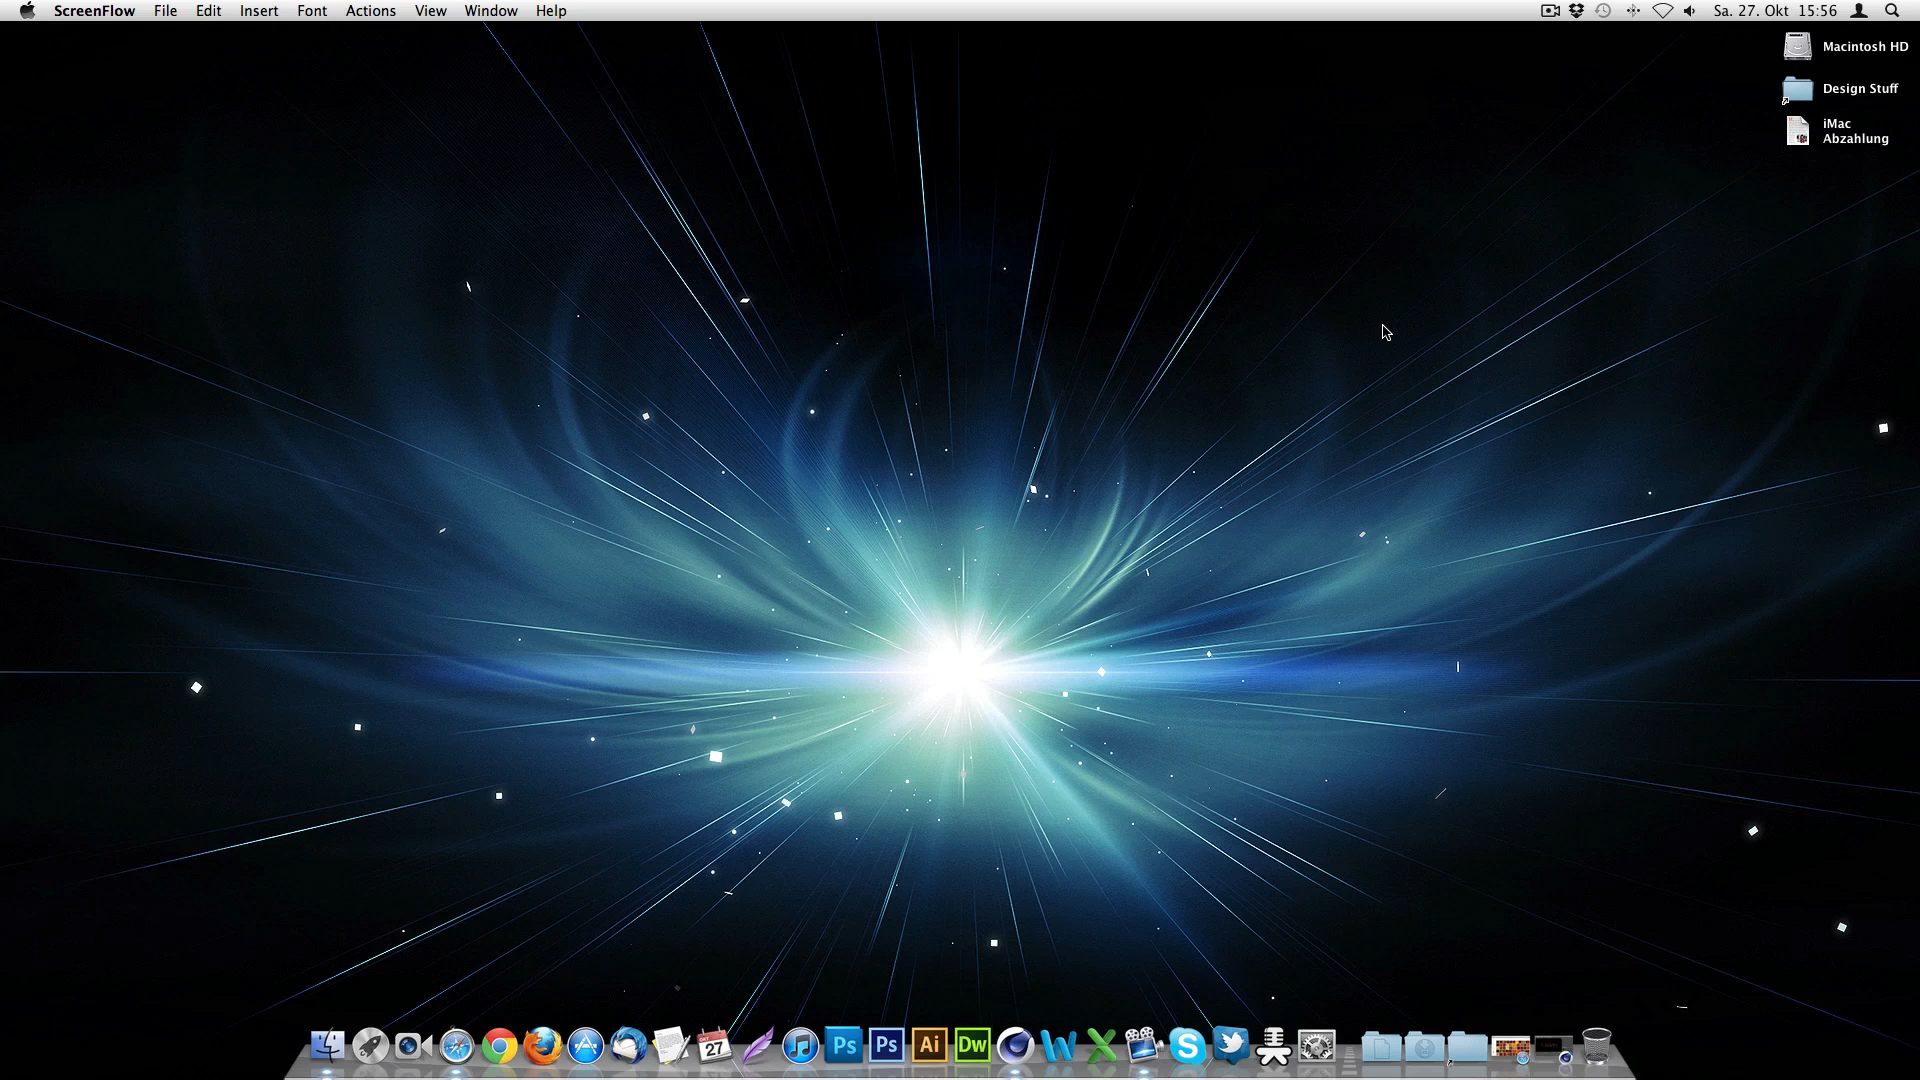 ScreenFlow File Edit Insert Font Actions View Window Help
Sa. 27. Okt 15:56
Macintosh HD
Design Stuff
iMac
Abzahlung
OKT
27
Ps
Ps
Ai
Dw